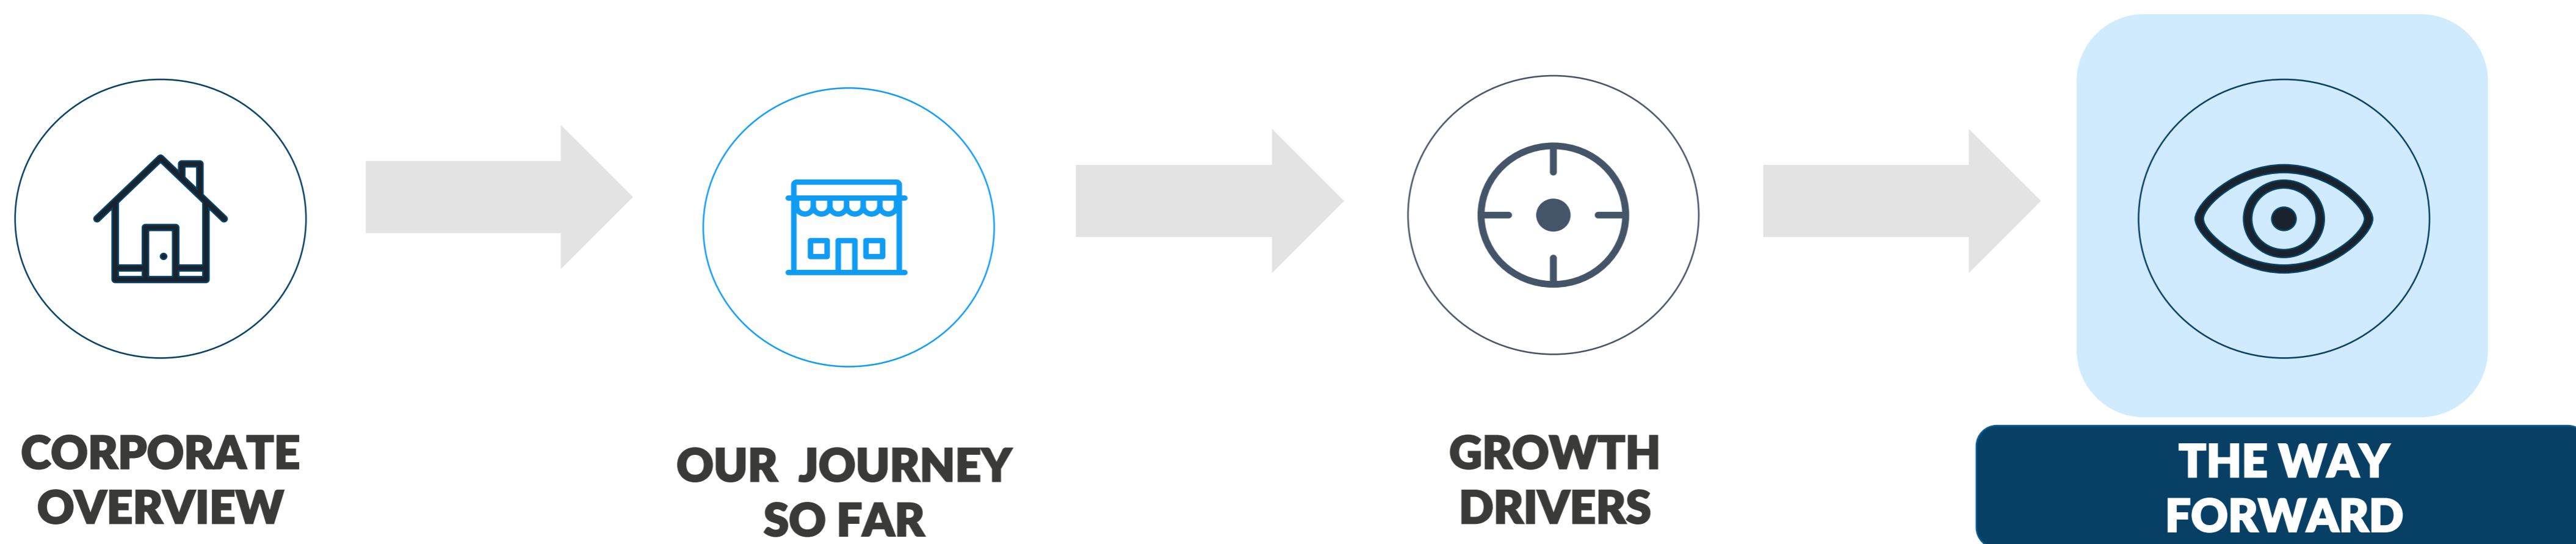 CORPORATE
OVERVIEW
OUR JOURNEY
SO FAR
GROWTH
DRIVERS
THE WAY
FORWARD